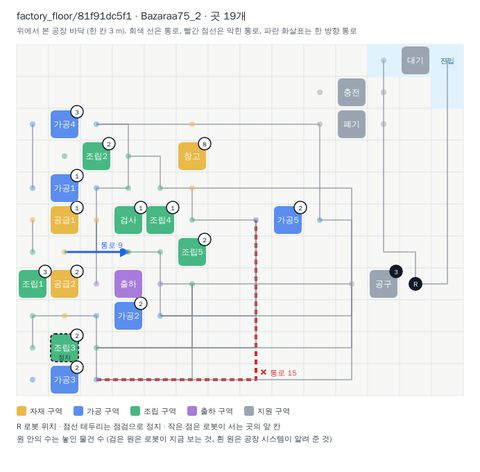 factory_floor/81f91dc5f1 · Bazaraa75_2 · 곳 19개
위에서 본 공장 바닥 (한 칸 3 m). 회색 선은 통로, 빨간 점선은 막힌 통로, 파란 화살표는 한 방향 통로
대기
진입
충전
가공4
3
폐기
조립2
2
창고
8
가공1
1
공급1
1
검사
1
조립4
1
가공5
2
통로 9
조립5
2
조립1
3
공급2
2
출하
공구
3
R
가공2
2
조립3
2
정지
가공3
2
✕ 통로 15
자재 구역
가공 구역
조립 구역
출하 구역
지원 구역
R 로봇 위치 · 점선 테두리는 점검으로 정지 · 작은 점은 로봇이 서는 곳의 앞 칸
원 안의 수는 놓인 물건 수 (검은 원은 로봇이 지금 보는 것, 흰 원은 공장 시스템이 알려 준 것)